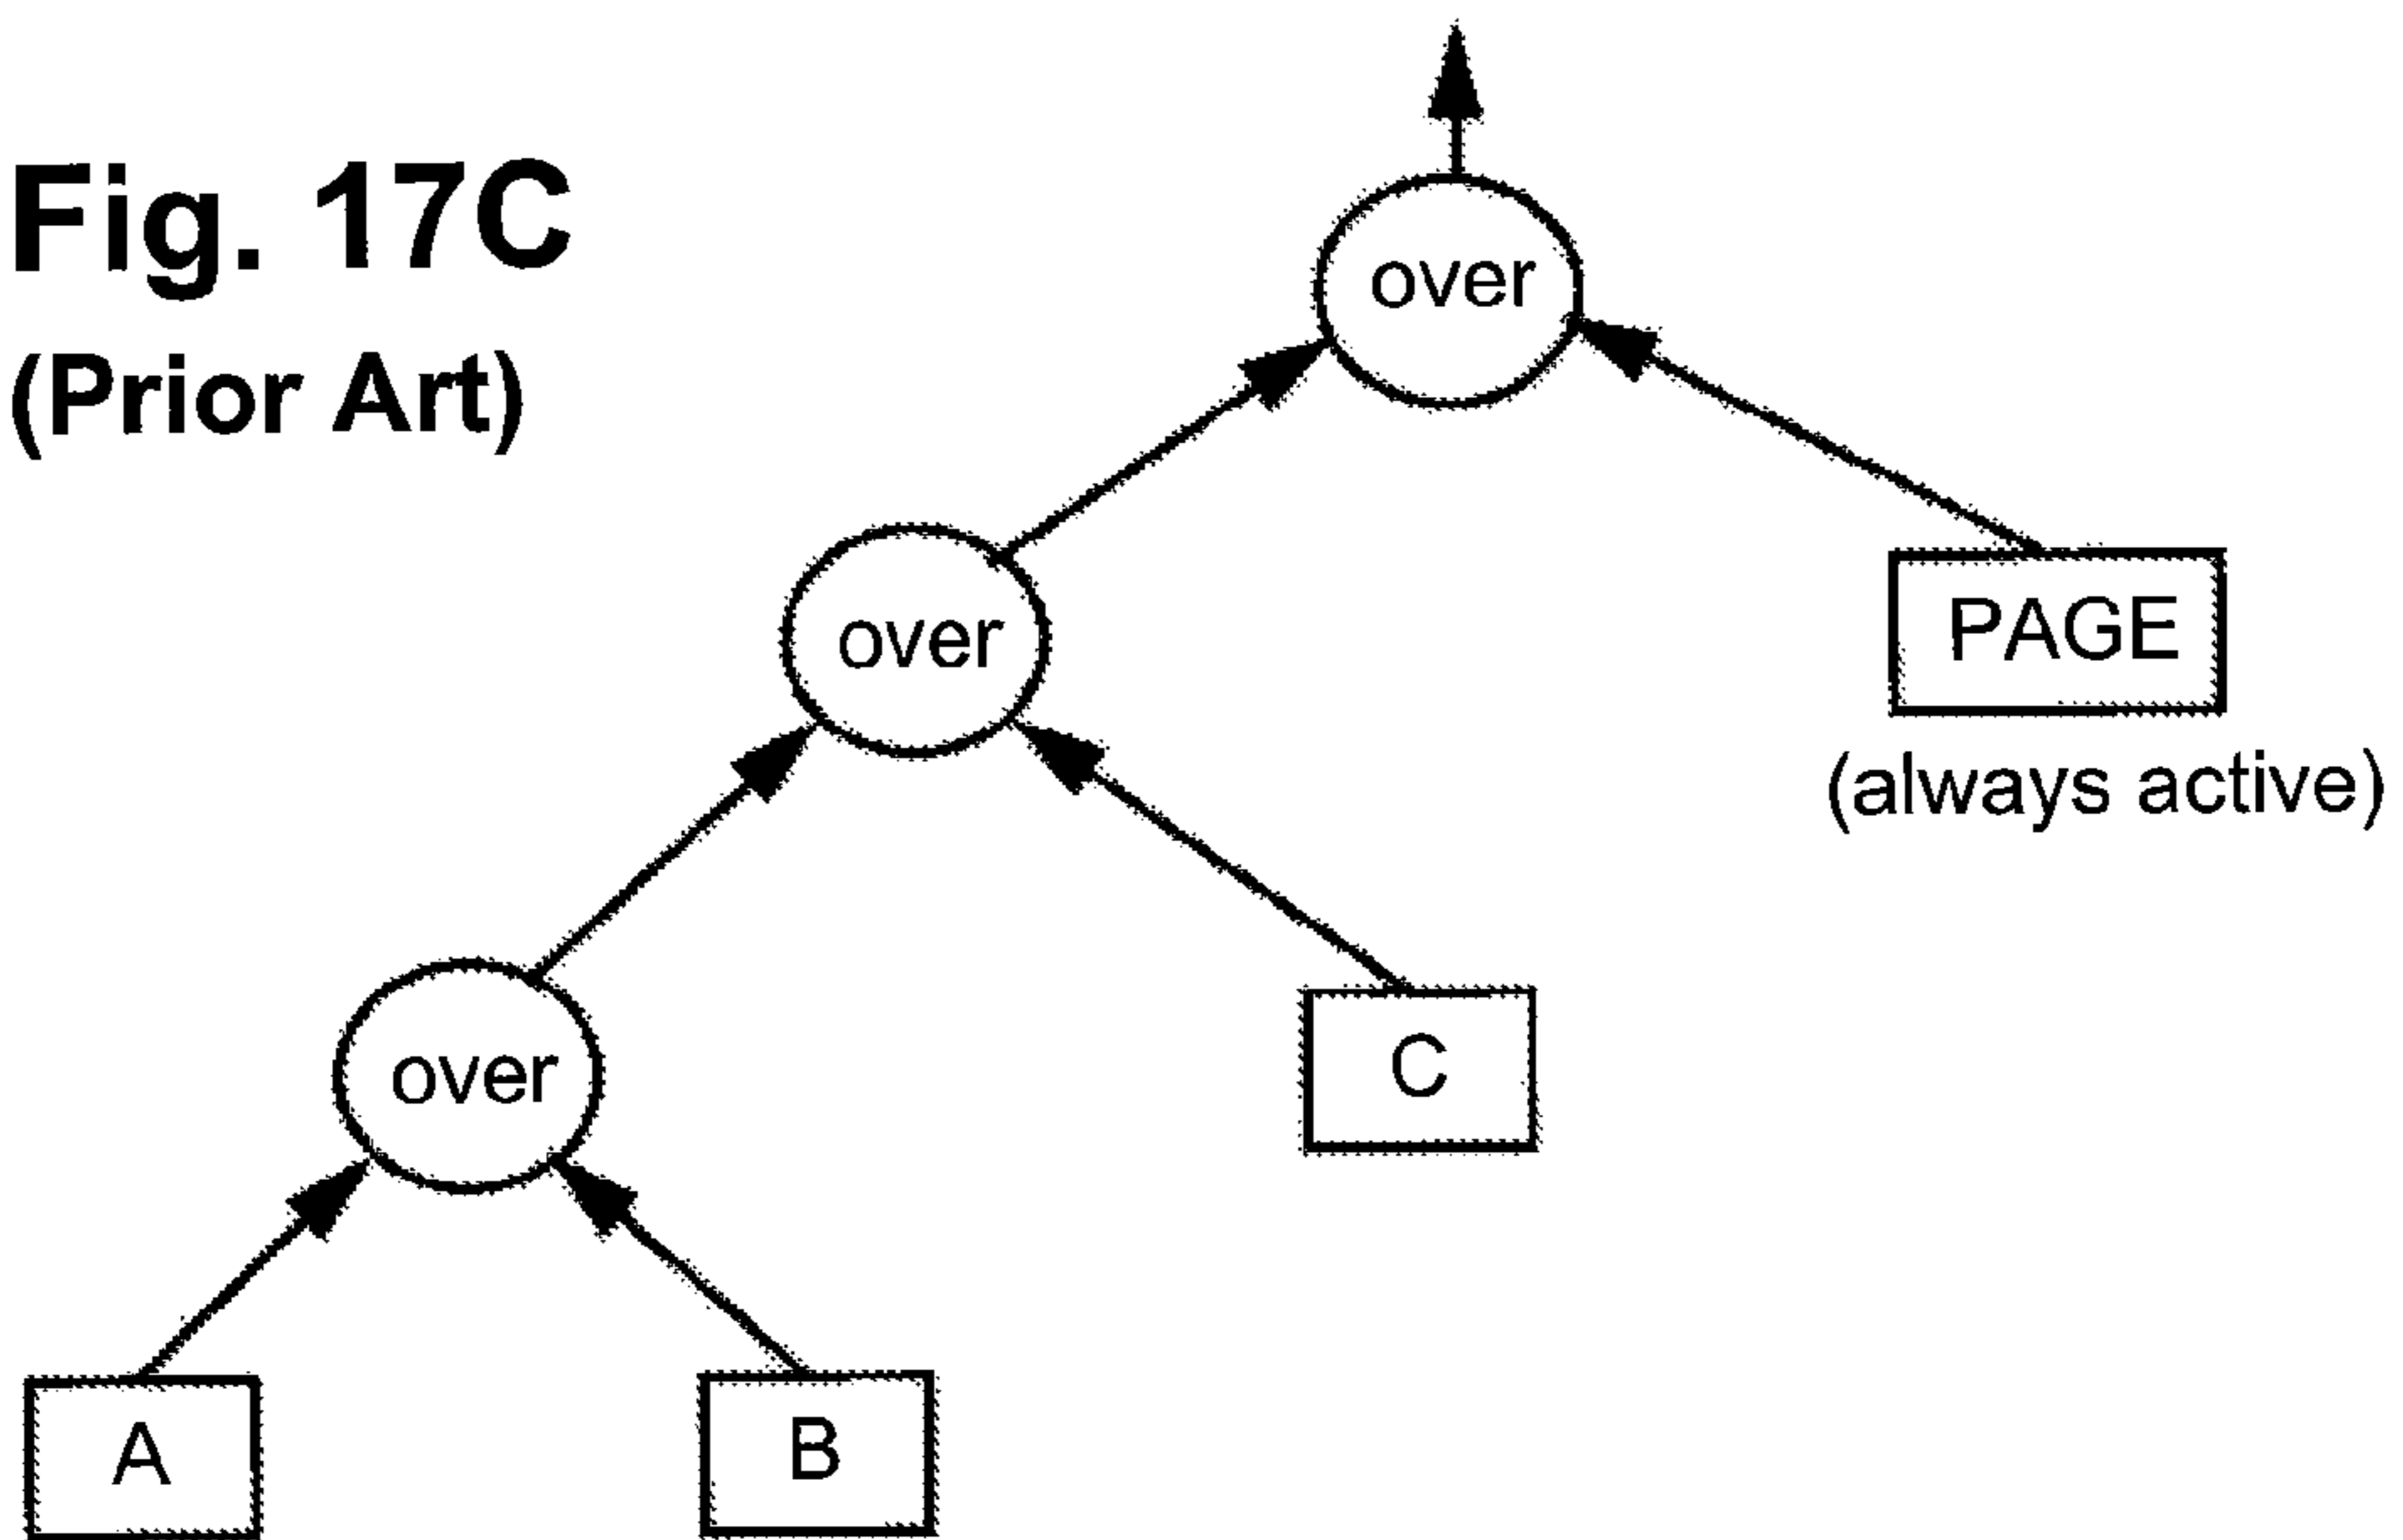 Fig. 17C
(Prior Art)
over
over
PAGE
(always active)
over
C
A
B